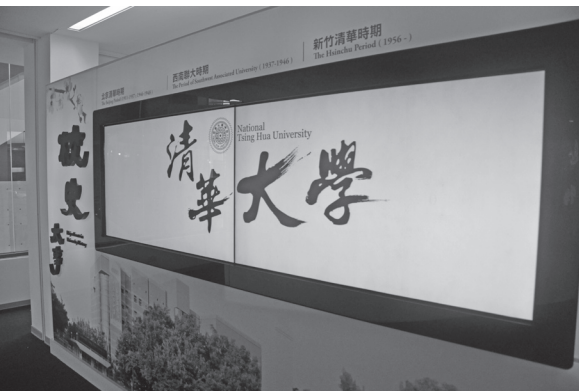 北京清華時期
西南聯大時期
The Period of Southwest Associated University ( 1937-1946 )
新竹清華時期
The Hsinchu Period ( 1956 - )
National
Tsing Hua University
清華大學
校史